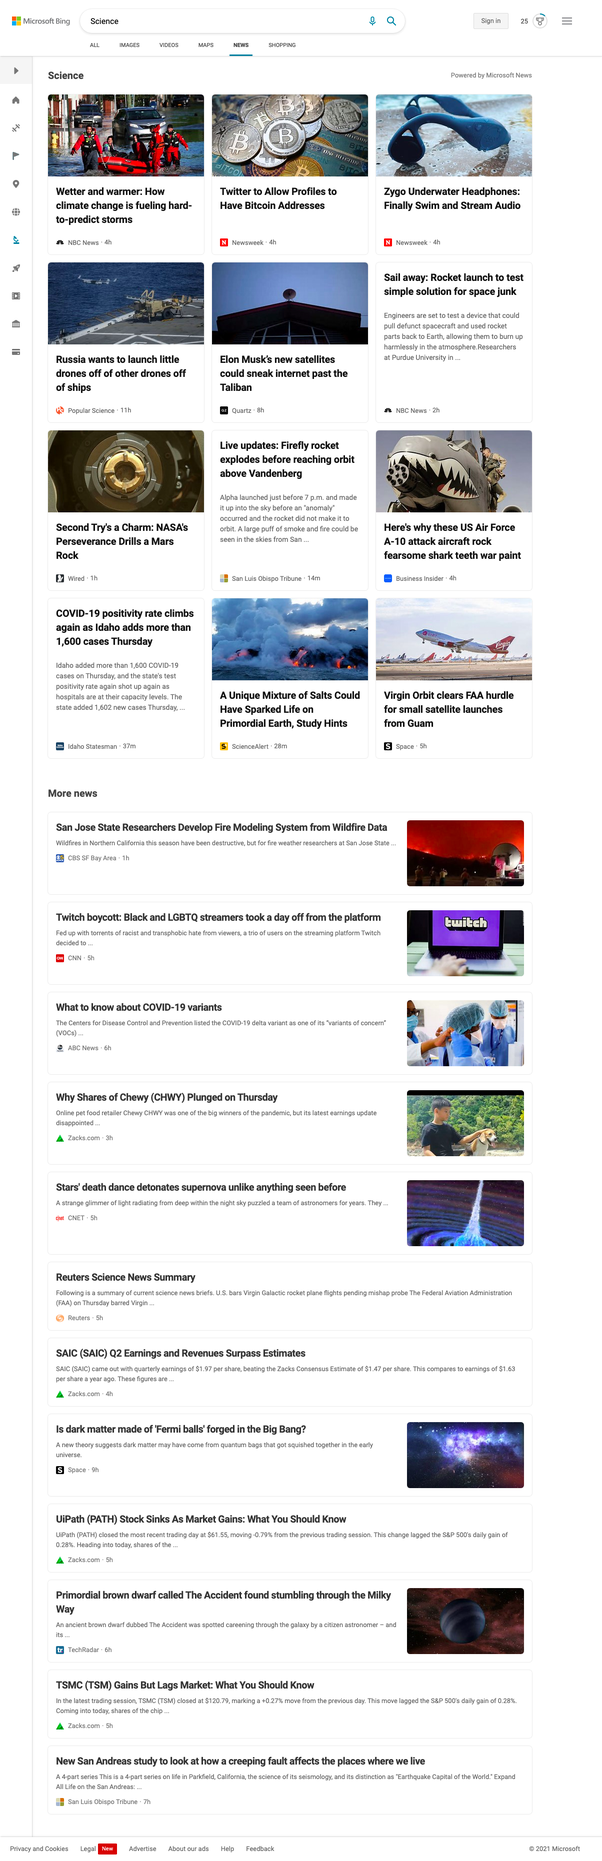 Microsoft Bing
Science
Sign in
25
ALL
IMAGES
VIDEOS
MAPS
NEWS
SHOPPING
Science
Powered by Microsoft News
Wetter and warmer: How
climate change is fueling hard-
to-predict storms
NBC News · 4h
Twitter to Allow Profiles to
Have Bitcoin Addresses
Newsweek · 4h
Zygo Underwater Headphones:
Finally Swim and Stream Audio
Newsweek · 4h
Russia wants to launch little
drones off of other drones off
of ships
Popular Science · 11h
Elon Musk's new satellites
could sneak internet past the
Taliban
Quartz · 8h
Sail away: Rocket launch to test
simple solution for space junk
Engineers are set to test a device that could
pull defunct spacecraft and used rocket
parts back to Earth, allowing them to burn up
harmlessly in the atmosphere.Researchers
at Purdue University in ...
NBC News · 2h
Second Try's a Charm: NASA's
Perseverance Drills a Mars
Rock
Wired · 1h
Live updates: Firefly rocket
explodes before reaching orbit
above Vandenberg
Alpha launched just before 7 p.m. and made
it up into the sky before an "anomaly"
occurred and the rocket did not make it to
orbit. A large puff of smoke and fire could be
seen in the skies from San ...
San Luis Obispo Tribune · 14m
Here's why these US Air Force
A-10 attack aircraft rock
fearsome shark teeth war paint
Business Insider · 4h
COVID-19 positivity rate climbs
again as Idaho adds more than
1,600 cases Thursday
Idaho added more than 1,600 COVID-19
cases on Thursday, and the state's test
positivity rate again shot up again as
hospitals are at their capacity levels. The
state added 1,602 new cases Thursday, ...
Idaho Statesman · 37m
A Unique Mixture of Salts Could
Have Sparked Life on
Primordial Earth, Study Hints
ScienceAlert · 28m
Virgin Orbit clears FAA hurdle
for small satellite launches
from Guam
Space · 5h
More news
San Jose State Researchers Develop Fire Modeling System from Wildfire Data
Wildfires in Northern California this season have been destructive, but for fire weather researchers at San Jose State ...
CBS SF Bay Area · 1h
Twitch boycott: Black and LGBTQ streamers took a day off from the platform
Fed up with torrents of racist and transphobic hate from viewers, a trio of users on the streaming platform Twitch
decided to ...
CNN · 5h
twitch
What to know about COVID-19 variants
The Centers for Disease Control and Prevention listed the COVID-19 delta variant as one of its "variants of concern"
(VOCs) ...
ABC News · 6h
Why Shares of Chewy (CHWY) Plunged on Thursday
Online pet food retailer Chewy CHWY was one of the big winners of the pandemic, but its latest earnings update
disappointed ...
Zacks.com · 3h
Stars' death dance detonates supernova unlike anything seen before
A strange glimmer of light radiating from deep within the night sky puzzled a team of astronomers for years. They ...
CNET · 5h
Reuters Science News Summary
Following is a summary of current science news briefs. U.S. bars Virgin Galactic rocket plane flights pending mishap probe The Federal Aviation Administration
(FAA) on Thursday barred Virgin ...
Reuters · 5h
SAIC (SAIC) Q2 Earnings and Revenues Surpass Estimates
SAIC (SAIC) came out with quarterly earnings of $1.97 per share, beating the Zacks Consensus Estimate of $1.47 per share. This compares to earnings of $1.63
per share a year ago. These figures are ...
Zacks.com · 4h
Is dark matter made of 'Fermi balls' forged in the Big Bang?
A new theory suggests dark matter may have come from quantum bags that got squished together in the early
universe.
Space · 9h
UiPath (PATH) Stock Sinks As Market Gains: What You Should Know
UiPath (PATH) closed the most recent trading day at $61.55, moving -0.79% from the previous trading session. This change lagged the S&P 500's daily gain of
0.28%. Heading into today, shares of the ...
Zacks.com · 5h
Primordial brown dwarf called The Accident found stumbling through the Milky
Way
An ancient brown dwarf dubbed The Accident was spotted careening through the galaxy by a citizen astronomer – and
its ...
TechRadar · 6h
TSMC (TSM) Gains But Lags Market: What You Should Know
In the latest trading session, TSMC (TSM) closed at $120.79, marking a +0.27% move from the previous day. This move lagged the S&P 500's daily gain of 0.28%.
Coming into today, shares of the chip ...
Zacks.com · 5h
New San Andreas study to look at how a creeping fault affects the places where we live
A 4-part series This is a 4-part series on life in Parkfield, California, the science of its seismology, and its distinction as "Earthquake Capital of the World." Expand
All Life on the San Andreas: ...
San Luis Obispo Tribune · 7h
Privacy and Cookies
Legal
New
Advertise
About our ads
Help
Feedback
© 2021 Microsoft